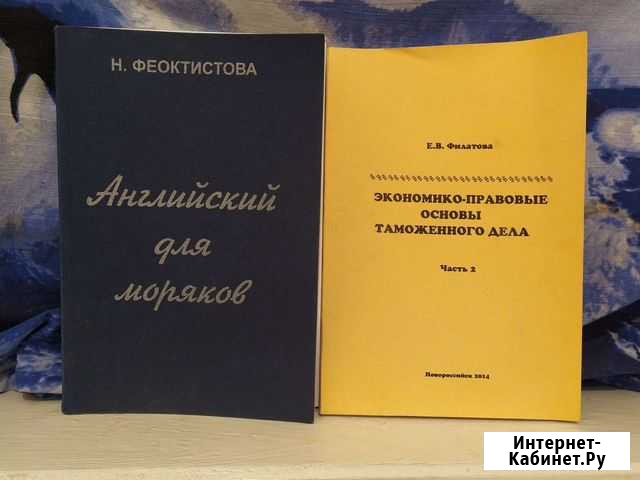 Н. ФЕОКТИСТОВА
Английский
для
моряков
Е.В. Филатова
ЭКОНОМИКО-ПРАВОВЫЕ
ОСНОВЫ
ТАМОЖЕННОГО ДЕЛА
Часть 2
Новороссийск 2014
Интернет-
Кабинет.Ру